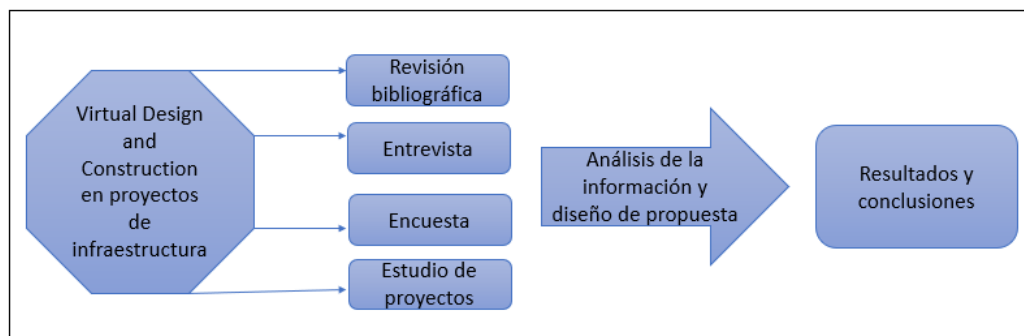 Virtual Design
and
Construction
en proyectos
de
infraestructura
Revisión
bibliográfica
Entrevista
Encuesta
Estudio de
proyectos
Análisis de la
información y
diseño de propuesta
Resultados y
conclusiones